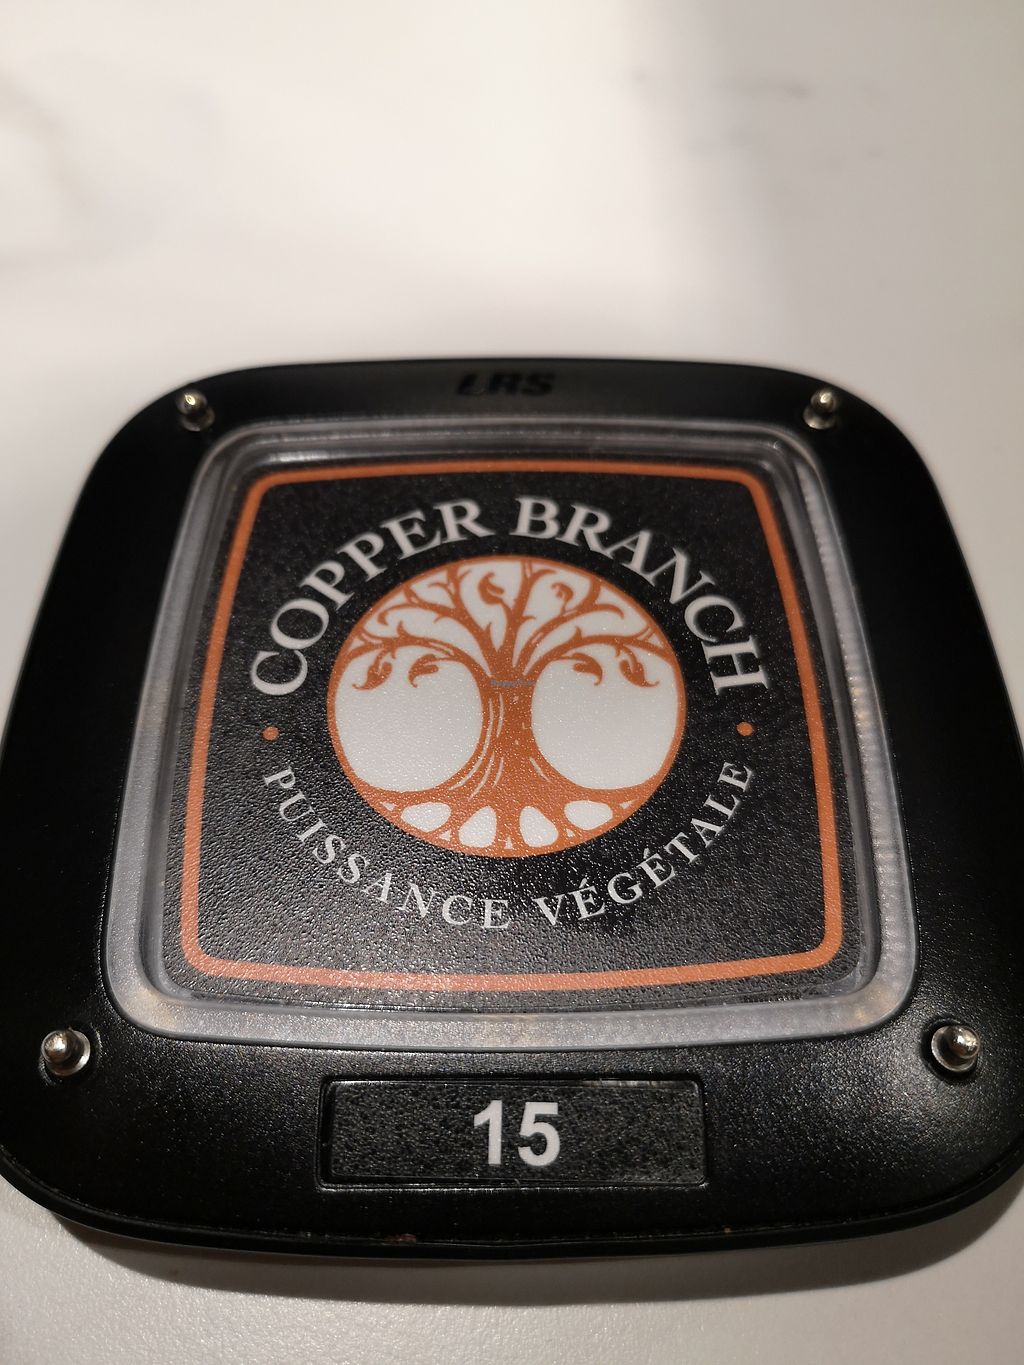 LRS
COPPER BRANCH
PUISSANCE VÉGÉTALE
15